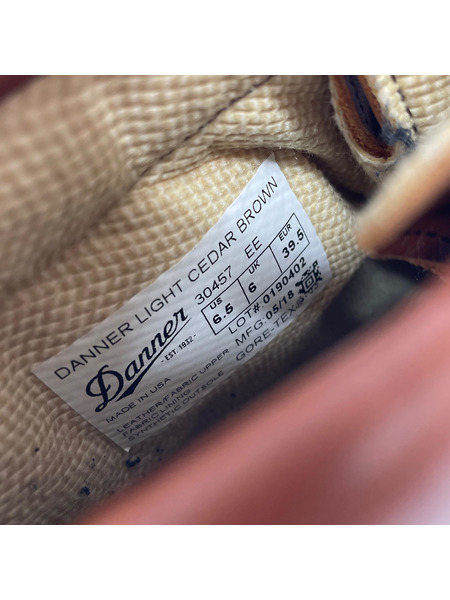 DANNER LIGHT CEDAR BROWN
30457 EE
Danner
- EST. 1932 -
MADE IN USA
LEATHER/FABRIC UPPER
FABRIC LINING
SYNTHETIC OUTSOLE
US UK EUR
6.5 6 39.5
LOT# 0190402
MFG.05/18
GORE-TEX